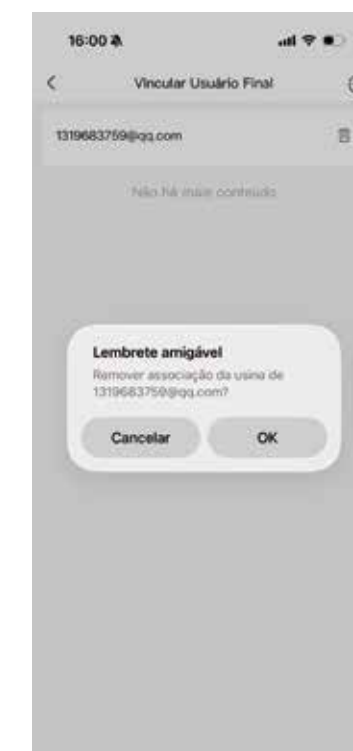 16:00
Vincular Usuário Final
1319683759@qq.com
Não há mais conteúdo
Lembrete amigável
Remover associação da usina de
1319683759@qq.com?
Cancelar
OK